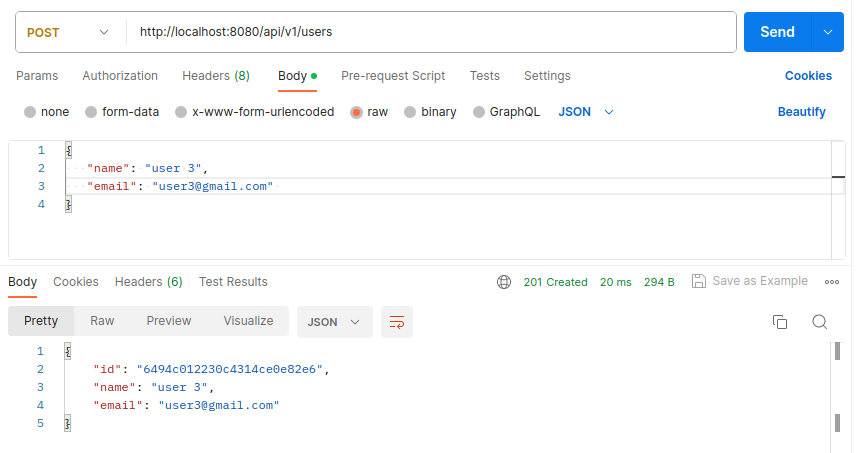 POST http://localhost:8080/api/v1/users Send
Params Authorization Headers (8) Body Pre-request Script Tests Settings Cookies
none form-data x-www-form-urlencoded raw binary GraphQL JSON Beautify
1 {
2 "name": "user 3",
3 "email": "user3@gmail.com"
4 }
Body Cookies Headers (6) Test Results 201 Created 20 ms 294 B Save as Example
Pretty Raw Preview Visualize JSON
1 {
2 "id": "6494c012230c4314ce0e82e6",
3 "name": "user 3",
4 "email": "user3@gmail.com"
5 }